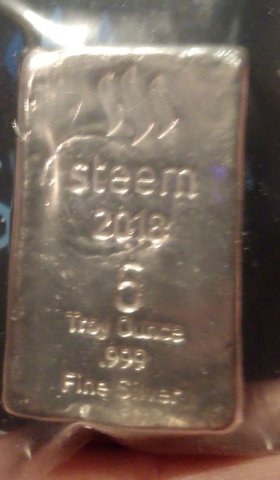 steem
2018
6
Troy Ounce
.999
Fine Silver